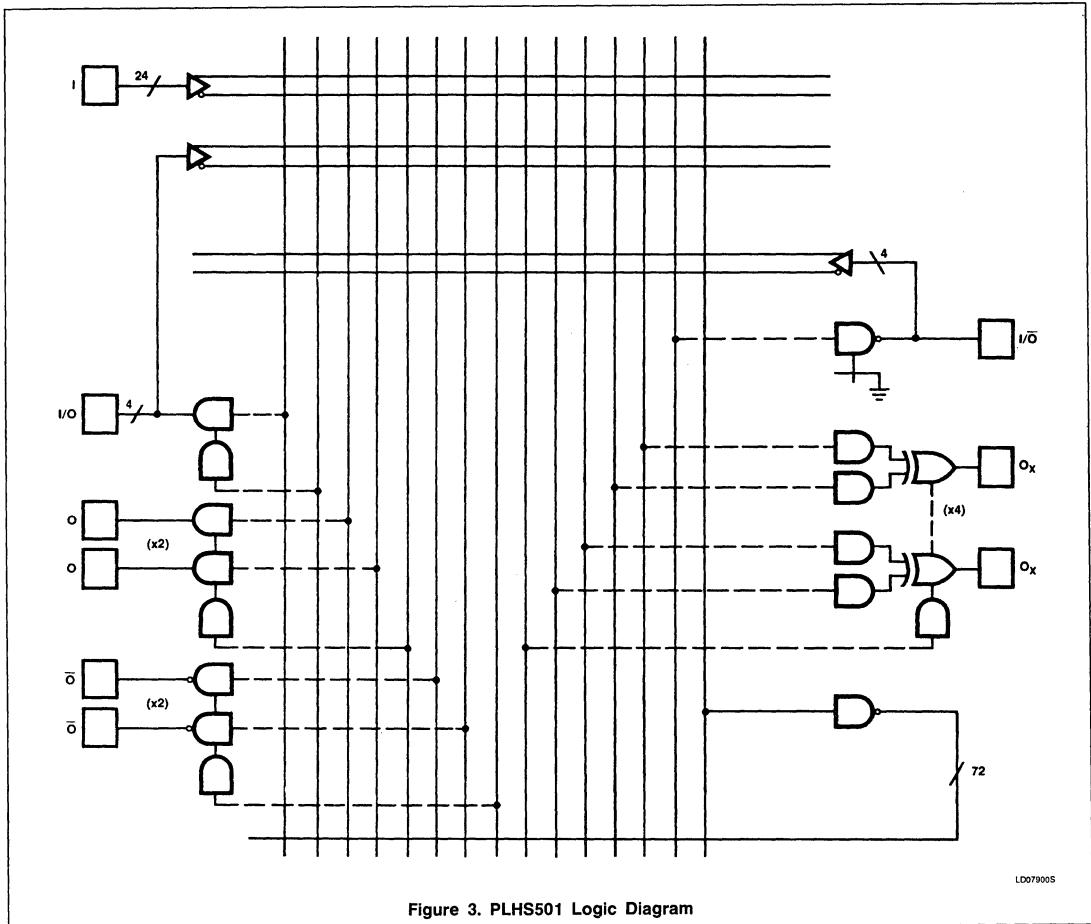 I
24
4
I/O̅
I/O
4
O
(x2)
O
O̅
(x2)
O̅
OX
(x4)
OX
72
LD07900S
Figure 3. PLHS501 Logic Diagram